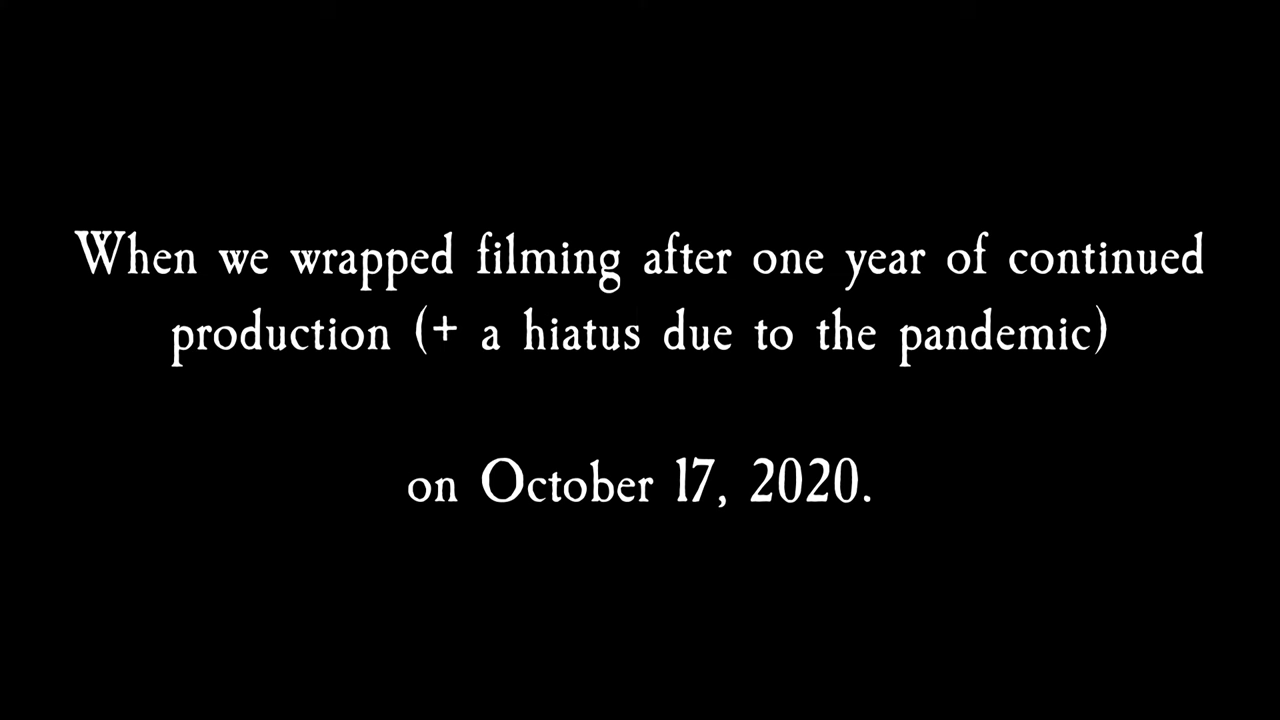 When we wrapped filming after one year of continued
production (+ a hiatus due to the pandemic)
on October 17, 2020.